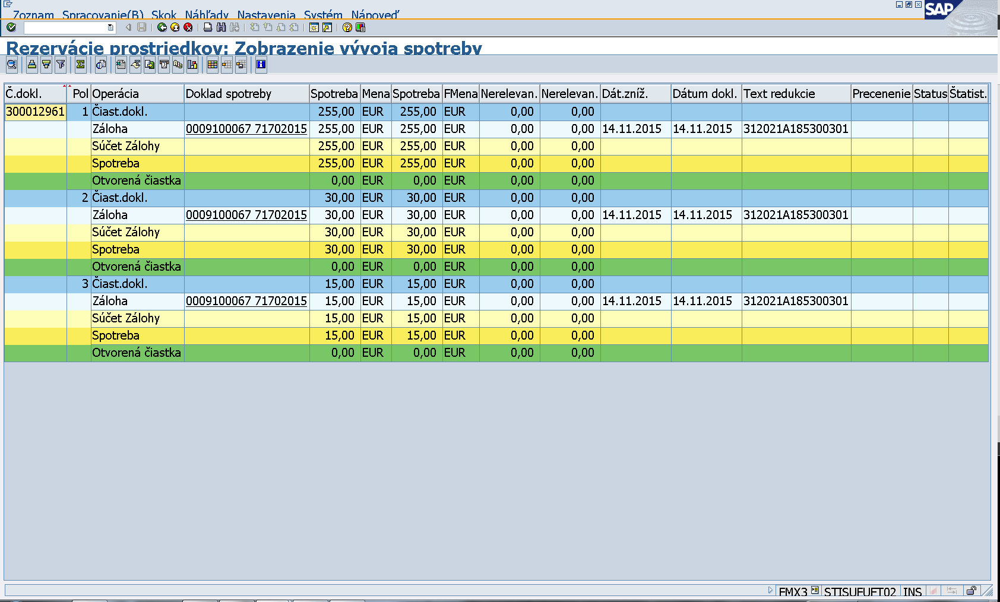 Zoznam Spracovanie(B) Skok Náhľady Nastavenia Systém Nápoveď
SAP
Rezervácie prostriedkov: Zobrazenie vývoja spotreby
Č.dokl. Pol Operácia Doklad spotreby Spotreba Mena Spotreba FMena Nerelevan. Nerelevan. Dát.zníž. Dátum dokl. Text redukcie Precenenie Status Štatist.
300012961 1 Čiast.dokl. 255,00 EUR 255,00 EUR 0,00 0,00
Záloha 0009100067 71702015 255,00 EUR 255,00 EUR 0,00 0,00 14.11.2015 14.11.2015 312021A185300301
Súčet Zálohy 255,00 EUR 255,00 EUR 0,00 0,00
Spotreba 255,00 EUR 255,00 EUR 0,00 0,00
Otvorená čiastka 0,00 EUR 0,00 EUR 0,00 0,00
2 Čiast.dokl. 30,00 EUR 30,00 EUR 0,00 0,00
Záloha 0009100067 71702015 30,00 EUR 30,00 EUR 0,00 0,00 14.11.2015 14.11.2015 312021A185300301
Súčet Zálohy 30,00 EUR 30,00 EUR 0,00 0,00
Spotreba 30,00 EUR 30,00 EUR 0,00 0,00
Otvorená čiastka 0,00 EUR 0,00 EUR 0,00 0,00
3 Čiast.dokl. 15,00 EUR 15,00 EUR 0,00 0,00
Záloha 0009100067 71702015 15,00 EUR 15,00 EUR 0,00 0,00 14.11.2015 14.11.2015 312021A185300301
Súčet Zálohy 15,00 EUR 15,00 EUR 0,00 0,00
Spotreba 15,00 EUR 15,00 EUR 0,00 0,00
Otvorená čiastka 0,00 EUR 0,00 EUR 0,00 0,00
FMX3 INS